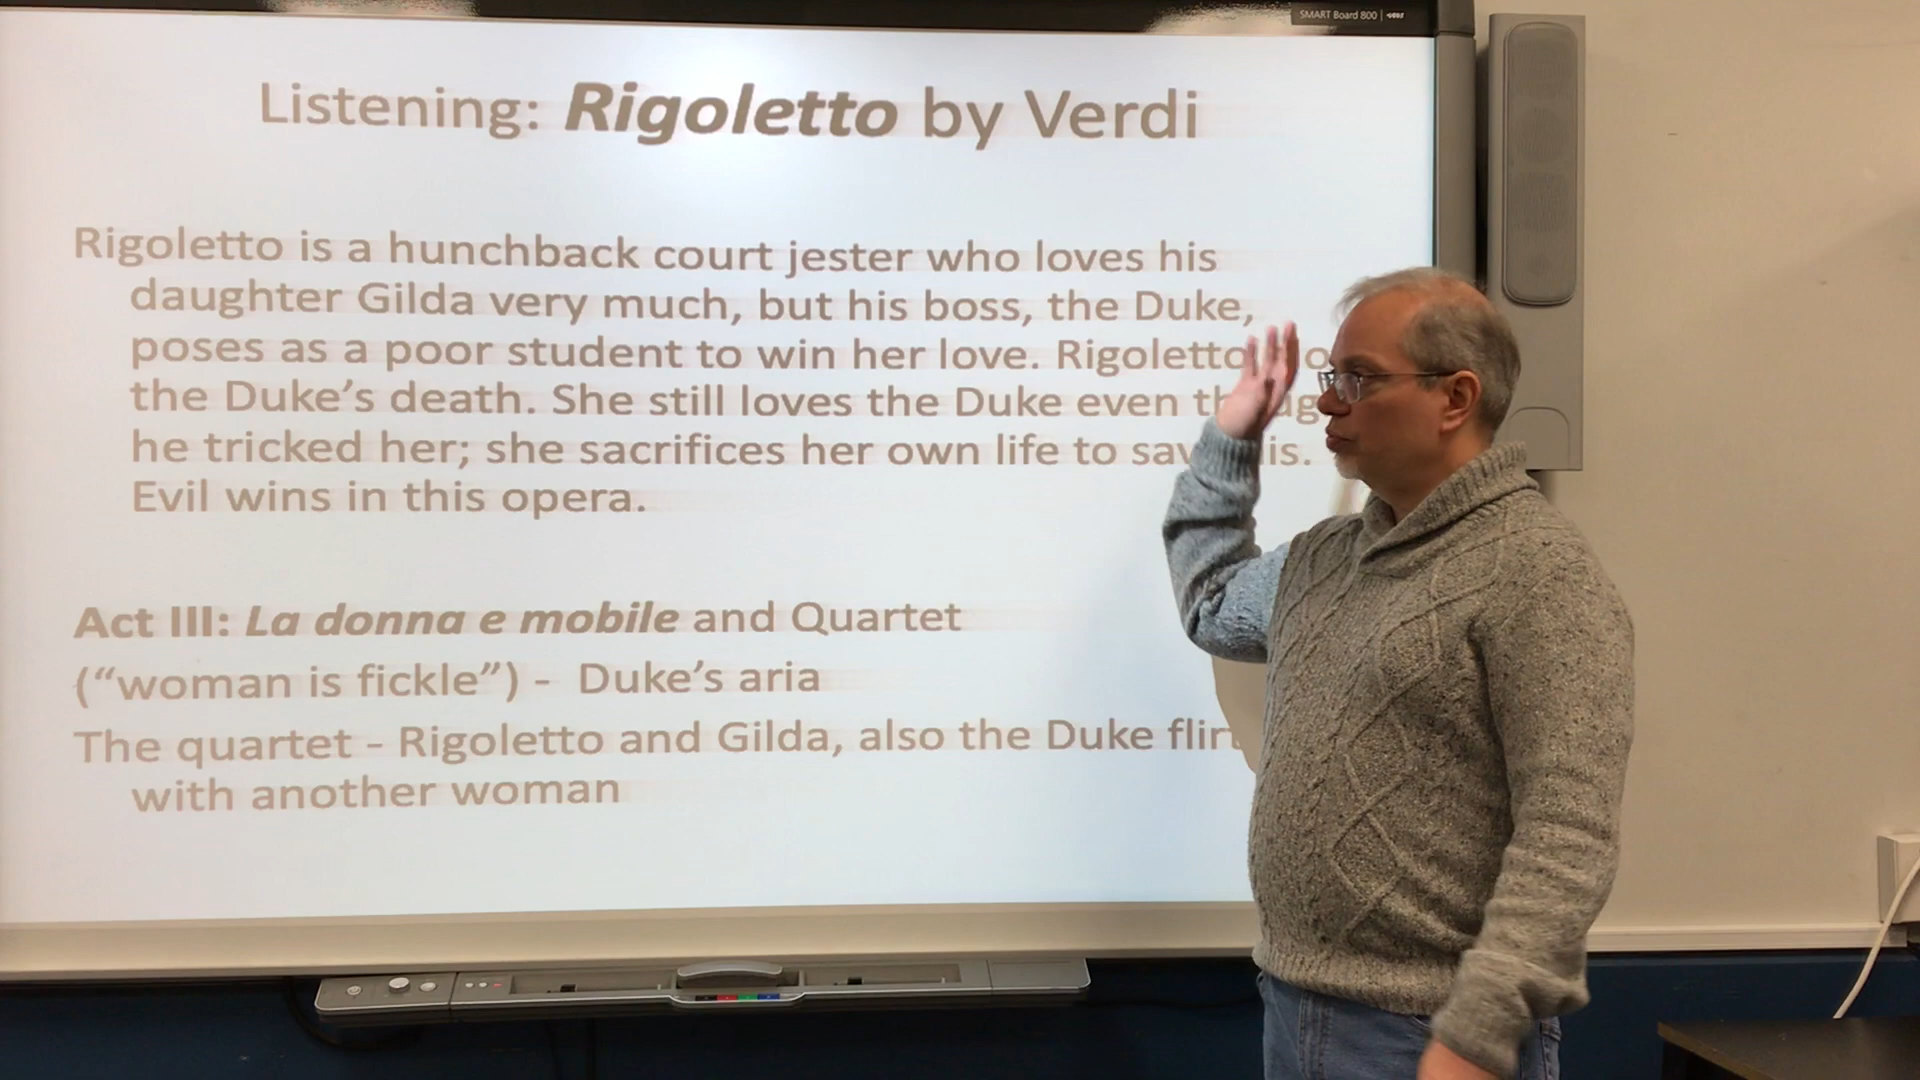 SMART Board 800
Listening: Rigoletto by Verdi
Rigoletto is a hunchback court jester who loves his
daughter Gilda very much, but his boss, the Duke,
poses as a poor student to win her love. Rigoletto
the Duke’s death. She still loves the Duke even
he tricked her; she sacrifices her own life to
Evil wins in this opera.
Act III: La donna e mobile and Quartet
(“woman is fickle”) - Duke’s aria
The quartet - Rigoletto and Gilda, also the Duke
with another woman